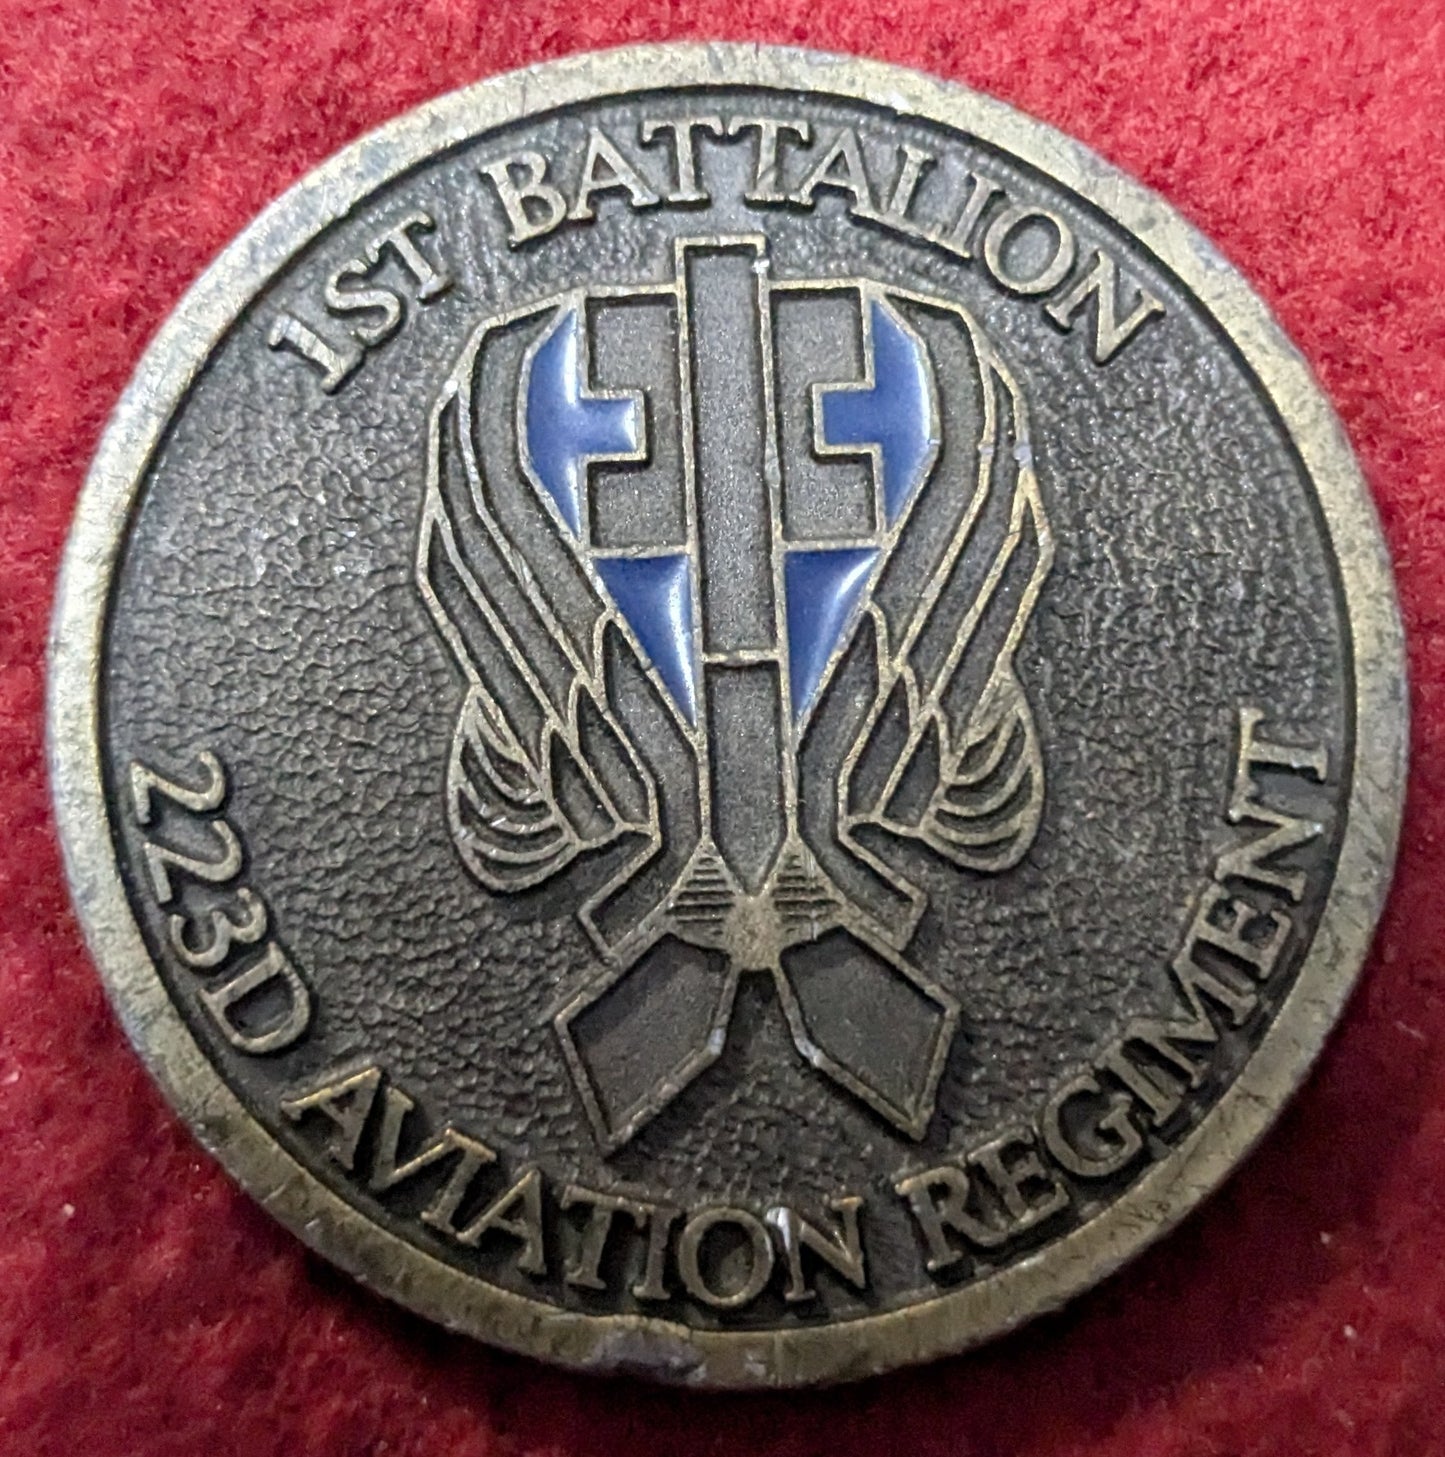 1ST BATTALION
223D AVIATION REGIMENT